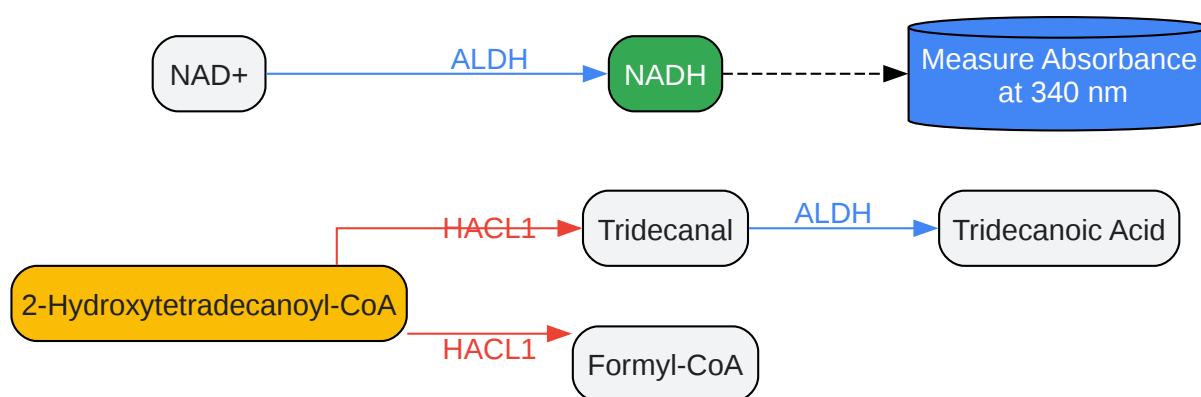 NAD+
ALDH
NADH
Measure Absorbance
at 340 nm
HACL1
Tridecanal
ALDH
Tridecanoic Acid
2-Hydroxytetradecanoyl-CoA
HACL1
Formyl-CoA